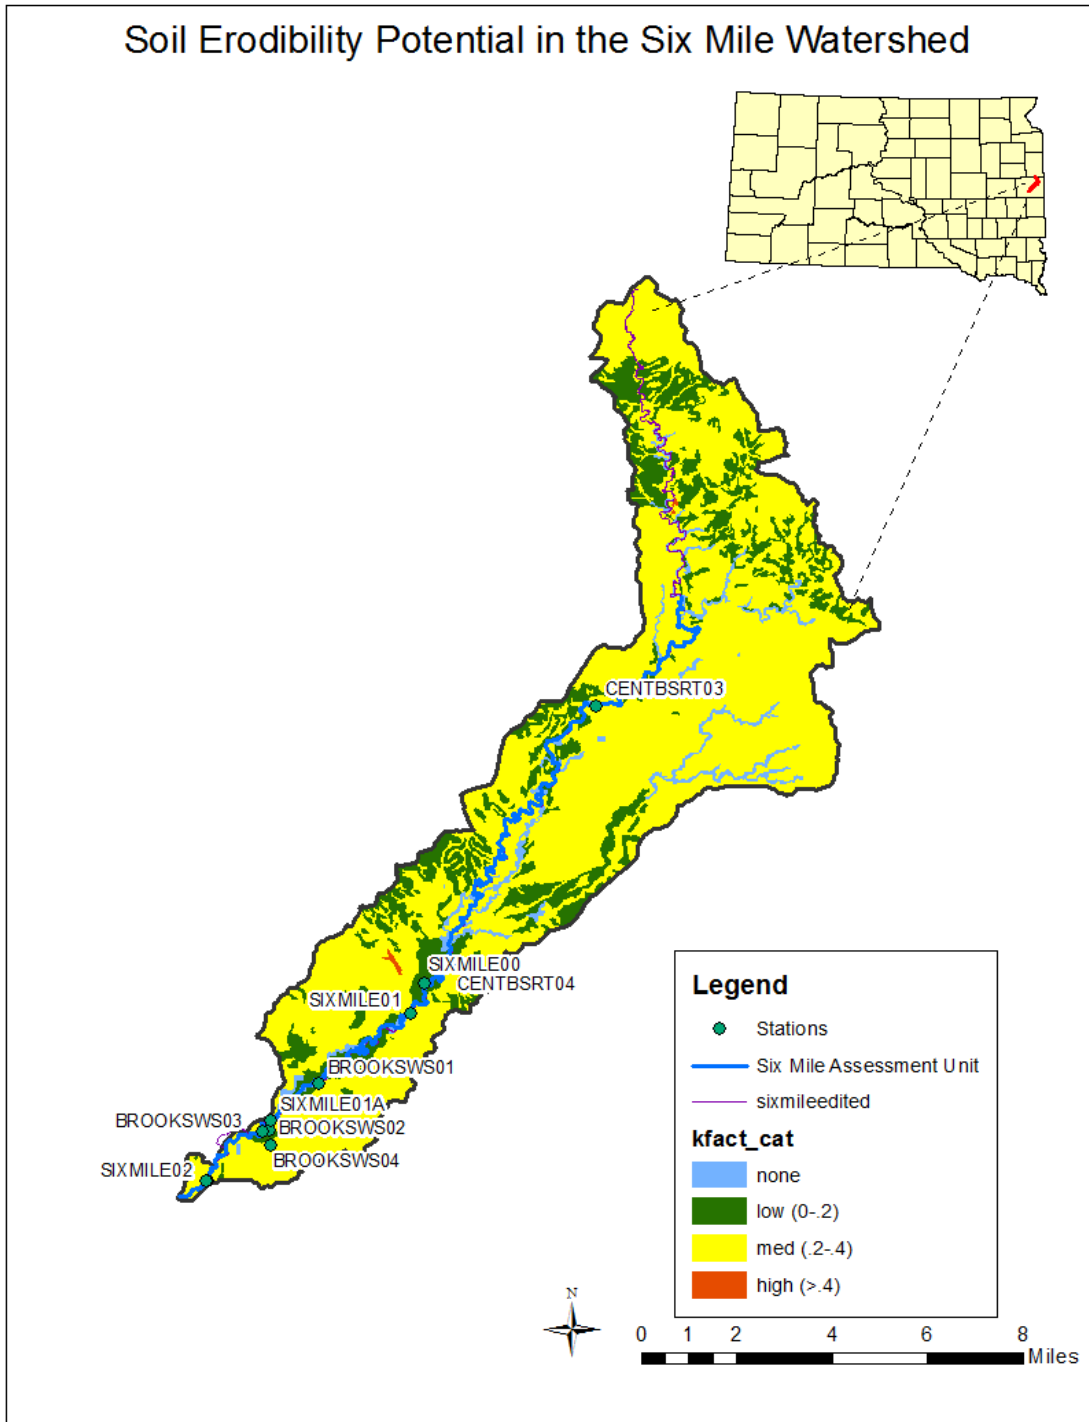 Soil Erodibility Potential in the Six Mile Watershed
CENTBSRT03
SIXMILE00
CENTBSRT04
SIXMILE01
BROOKSWS01
SIXMILE01A
BROOKSWS03
BROOKSWS02
BROOKSWS04
SIXMILE02
Legend
Stations
Six Mile Assessment Unit
sixmileedited
kfact_cat
none
low (0-.2)
med (.2-.4)
high (>.4)
N
0 1 2 4 6 8
Miles